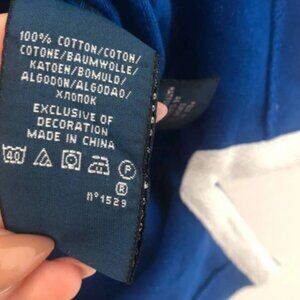 100% COTTON/COTON/
COTONE/BAUMWOLLE/
KATOEN/BOMULD/
ALGODON/ALGODAO/
ХЛОПОК
EXCLUSIVE OF
DECORATION
MADE IN CHINA
40
P
R
n°1529